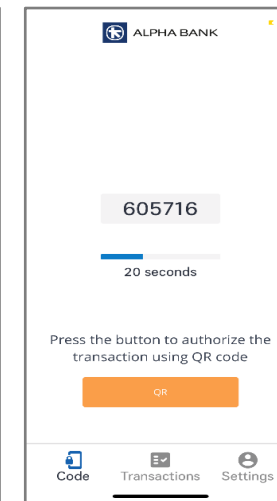 ALPHA BANK
605716
20 seconds
Press the button to authorize the
transaction using QR code
QR
Code Transactions Settings